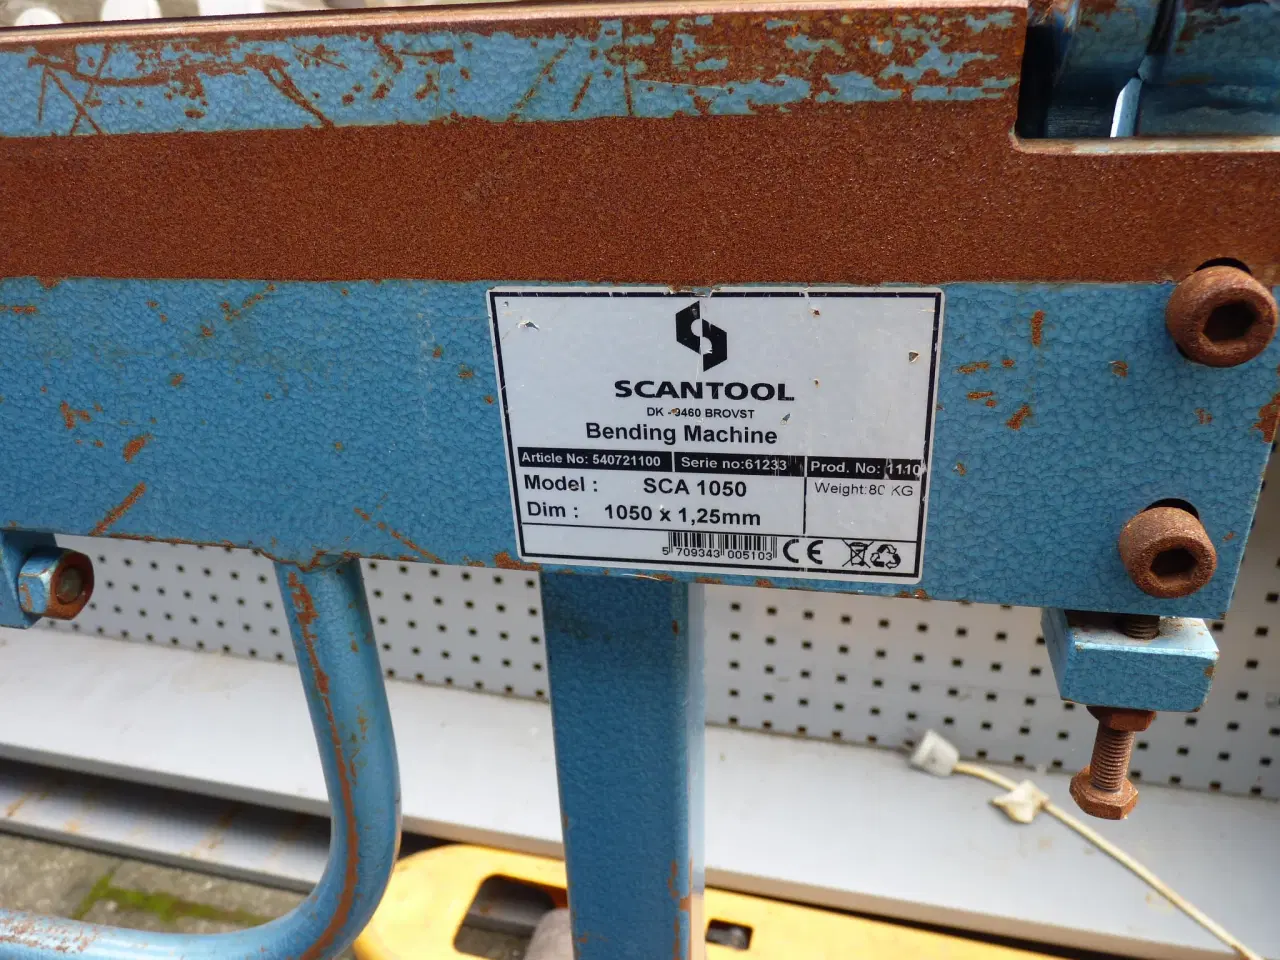 SCANTOOL
DK - 9460 BROVST
Bending Machine
Article No: 540721100 Serie no:61233 Prod. No: 1110
Model : SCA 1050 Weight:80 KG
Dim : 1050 x 1,25mm
5 709343 005103 CE